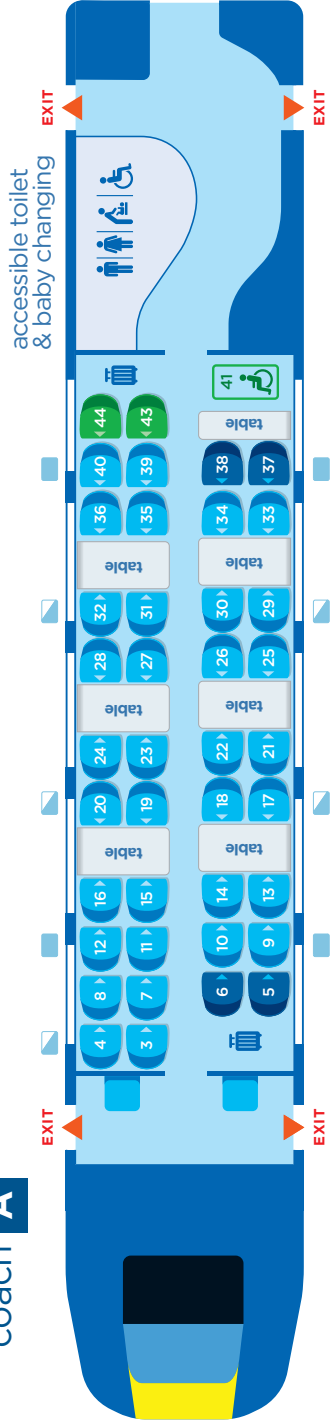 coach A
accessible toilet
& baby changing
EXIT
EXIT
4 8 12 16 20 24 28 32 36 40 44
table table table
3 7 11 15 19 23 27 31 35 39 43
6 10 14 18 22 26 30 34 38 41
table table table table
5 9 13 17 21 25 29 33 37
EXIT
EXIT